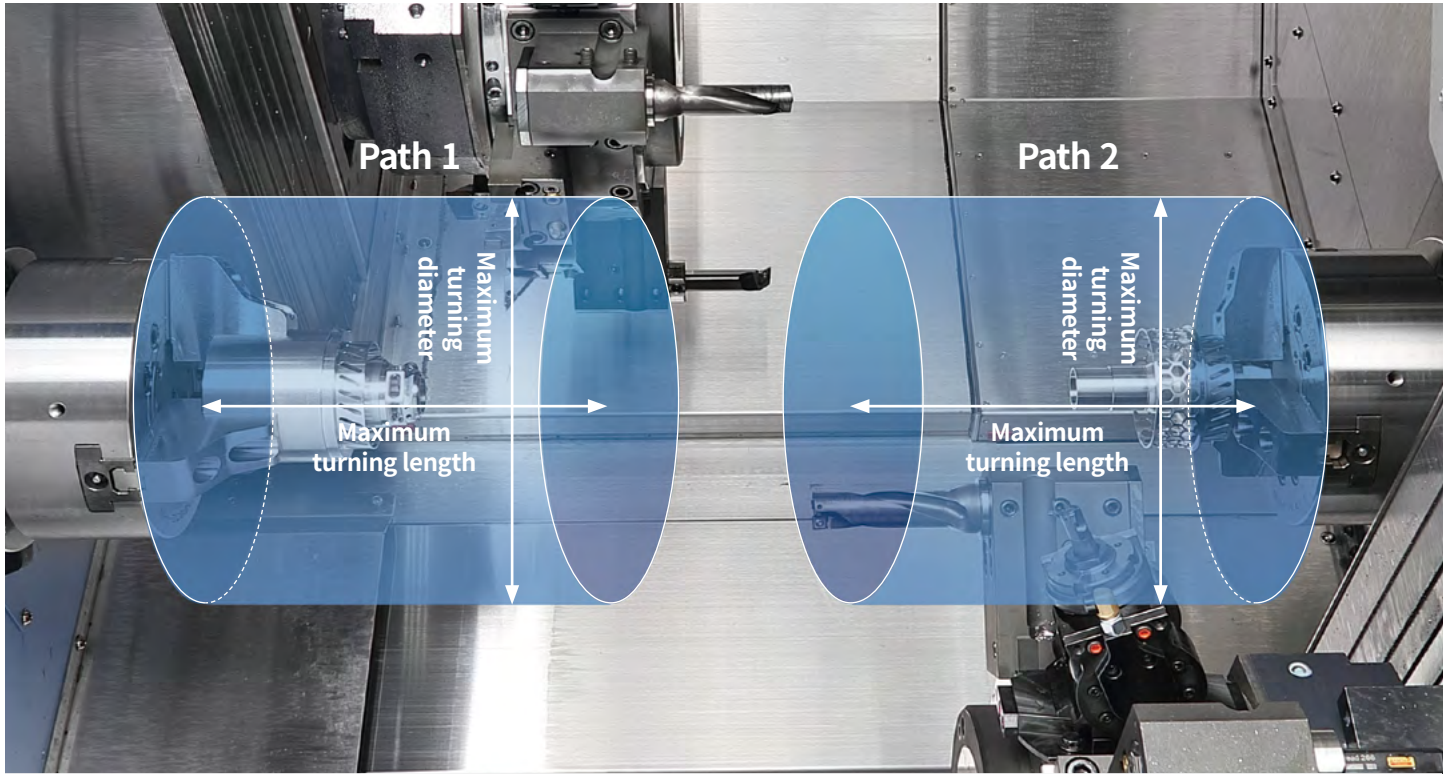 Path 1
Path 2
Maximum
turning
diameter
Maximum
turning length
Maximum
turning
diameter
Maximum
turning length